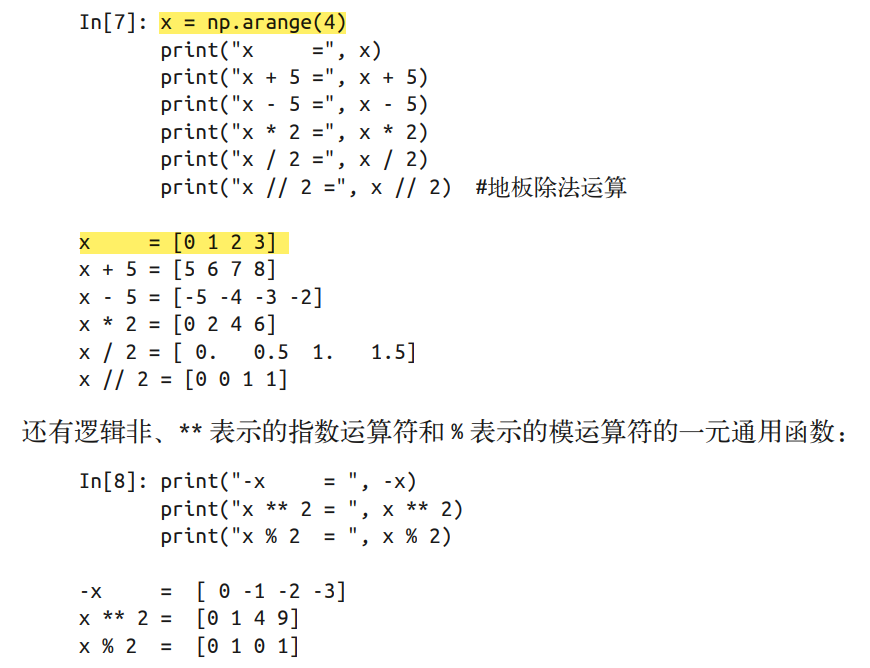 In[7]: x = np.arange(4)
       print("x     =", x)
       print("x + 5 =", x + 5)
       print("x - 5 =", x - 5)
       print("x * 2 =", x * 2)
       print("x / 2 =", x / 2)
       print("x // 2 =", x // 2)  #地板除法运算
x     = [0 1 2 3]
x + 5 = [5 6 7 8]
x - 5 = [-5 -4 -3 -2]
x * 2 = [0 2 4 6]
x / 2 = [ 0.   0.5  1.   1.5]
x // 2 = [0 0 1 1]
还有逻辑非、** 表示的指数运算符和 % 表示的模运算符的一元通用函数：
In[8]: print("-x     = ", -x)
       print("x ** 2 = ", x ** 2)
       print("x % 2  = ", x % 2)
-x     =  [ 0 -1 -2 -3]
x ** 2 =  [0 1 4 9]
x % 2  =  [0 1 0 1]